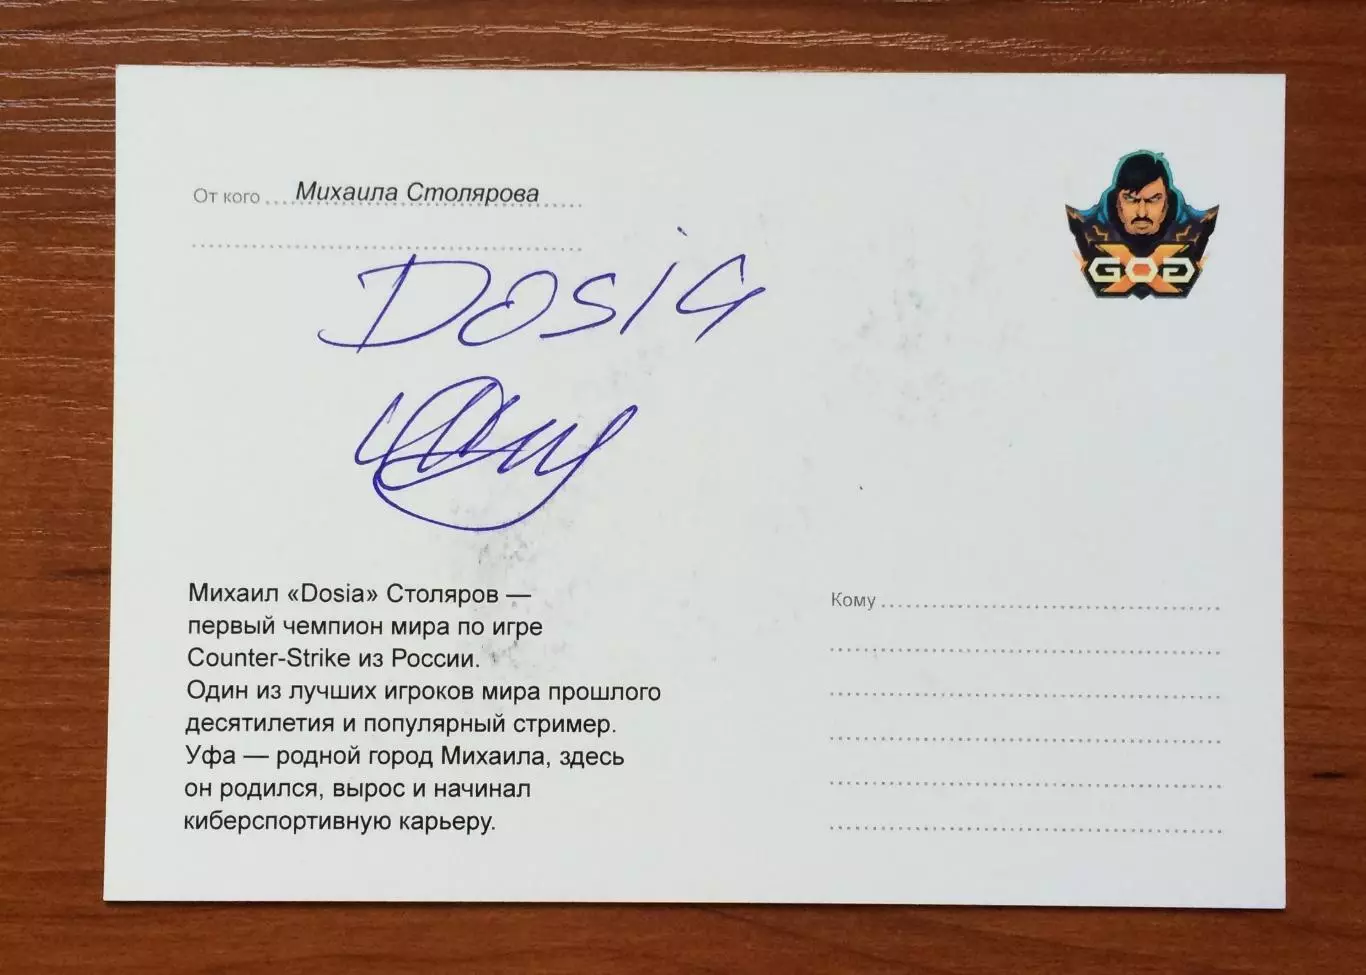 От кого Михаила Столярова
GOG
DOSIA
Михаил «Dosia» Столяров —
первый чемпион мира по игре
Counter-Strike из России.
Один из лучших игроков мира прошлого
десятилетия и популярный стример.
Уфа — родной город Михаила, здесь
он родился, вырос и начинал
киберспортивную карьеру.
Кому